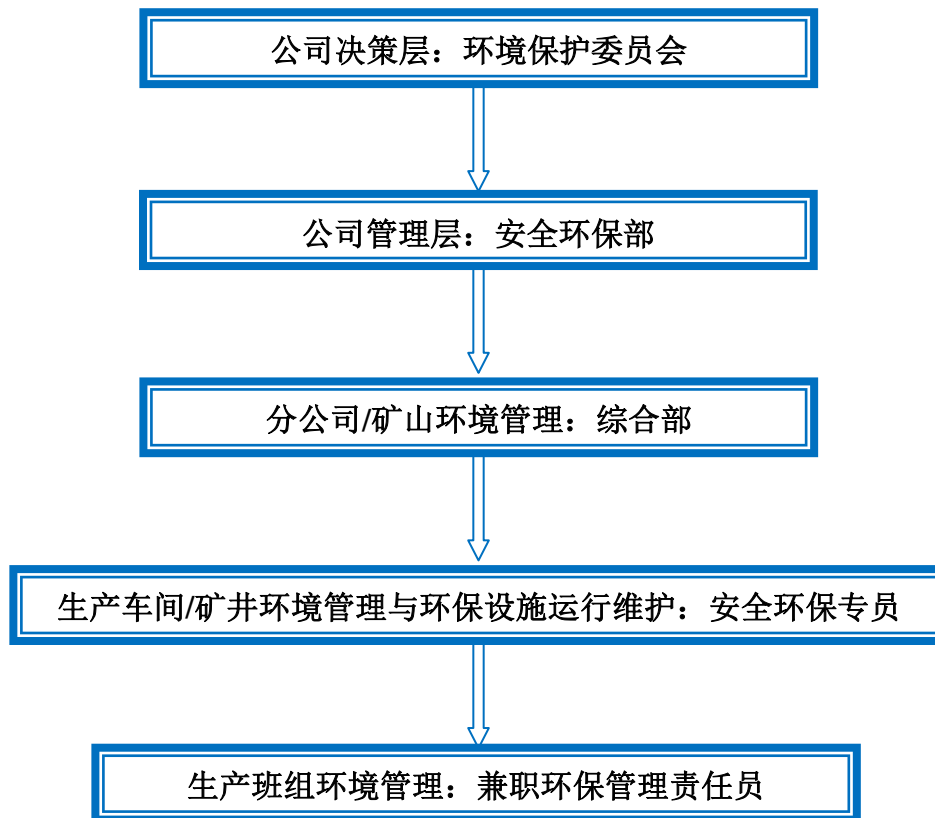 公司决策层：环境保护委员会
公司管理层：安全环保部
分公司/矿山环境管理：综合部
生产车间/矿井环境管理与环保设施运行维护：安全环保专员
生产班组环境管理：兼职环保管理责任员